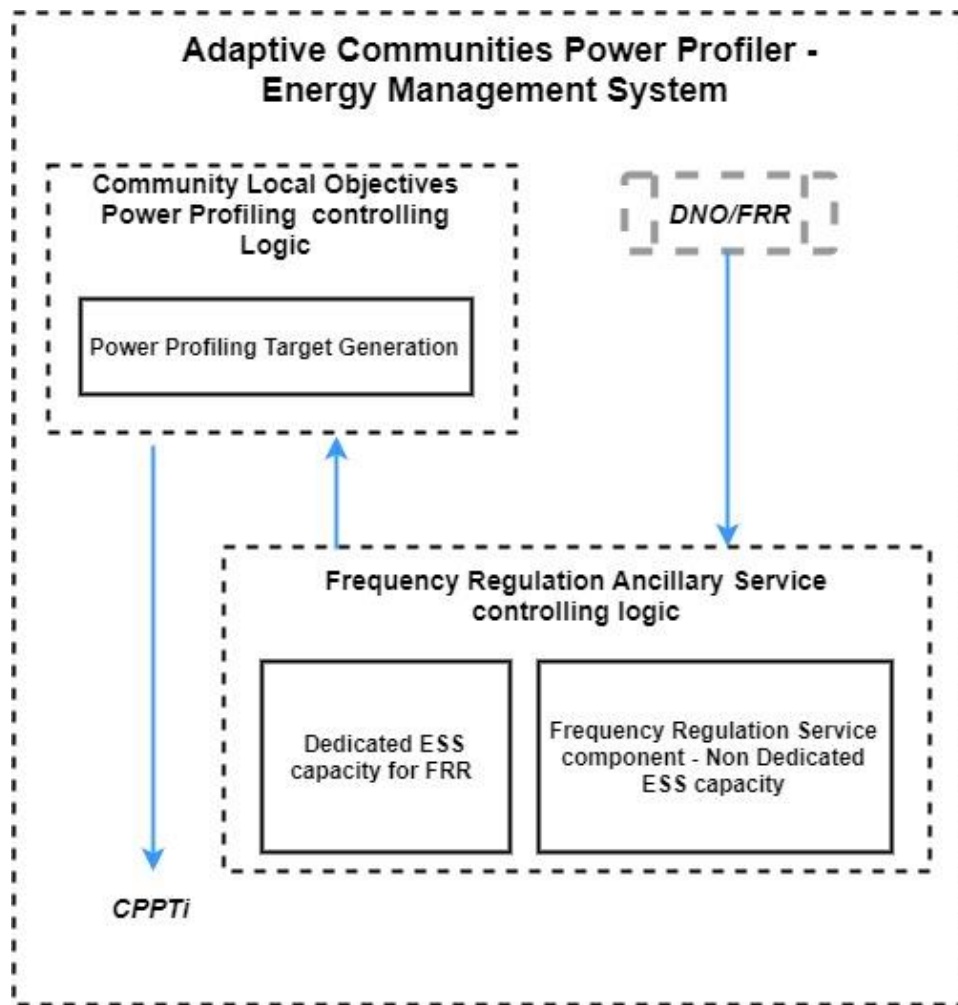 Adaptive Communities Power Profiler -
Energy Management System
Community Local Objectives
Power Profiling controlling
Logic
Power Profiling Target Generation
DNO/FRR
Frequency Regulation Ancillary Service
controlling logic
Dedicated ESS
capacity for FRR
Frequency Regulation Service
component - Non Dedicated
ESS capacity
CPPTi